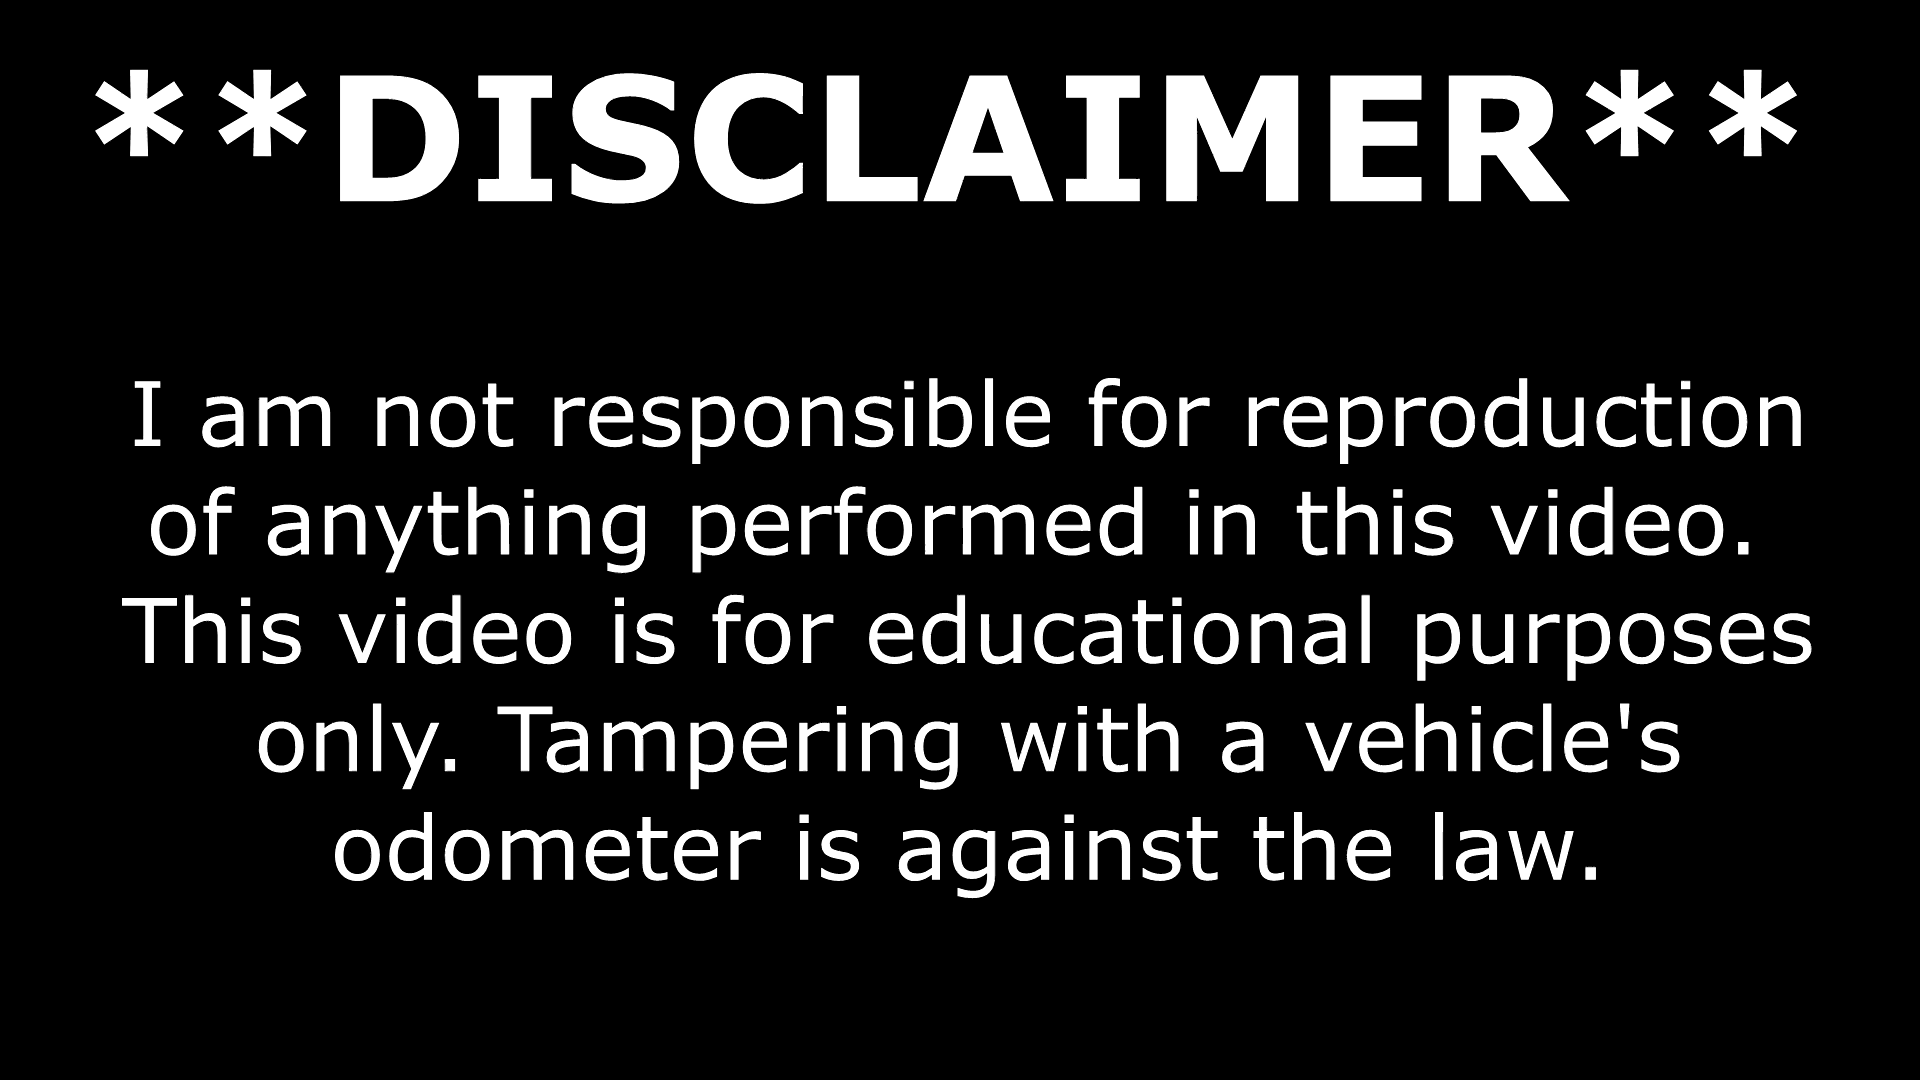 **DISCLAIMER**
I am not responsible for reproduction
of anything performed in this video.
This video is for educational purposes
only. Tampering with a vehicle's
odometer is against the law.